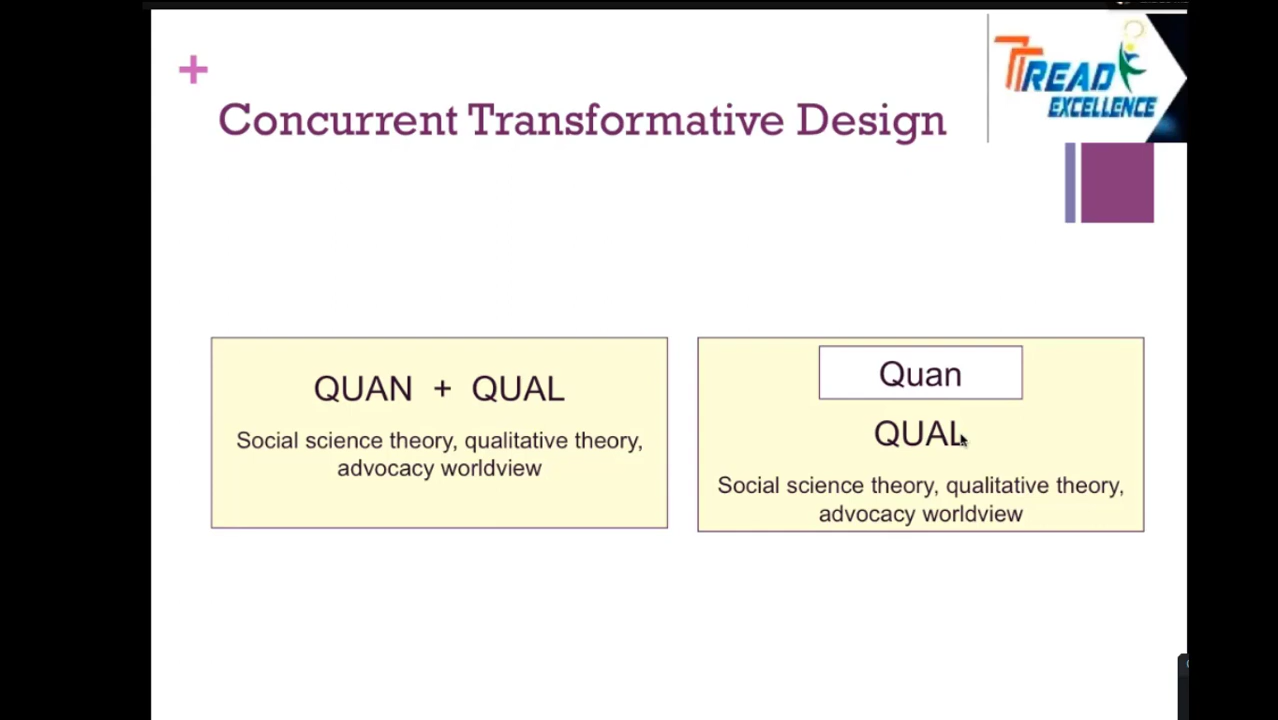 +
Concurrent Transformative Design
TREAD
EXCELLENCE
QUAN + QUAL
Social science theory, qualitative theory,
advocacy worldview
Quan
QUAL
Social science theory, qualitative theory,
advocacy worldview